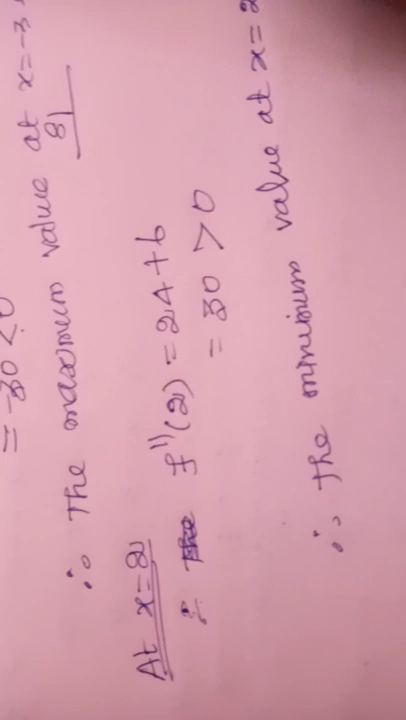 = -30 < 0
∴ The maximum value at x = -3
81
At x = 2
∴ f''(2) = 24 + 6
= 30 > 0
∴ The minimum value at x = 2